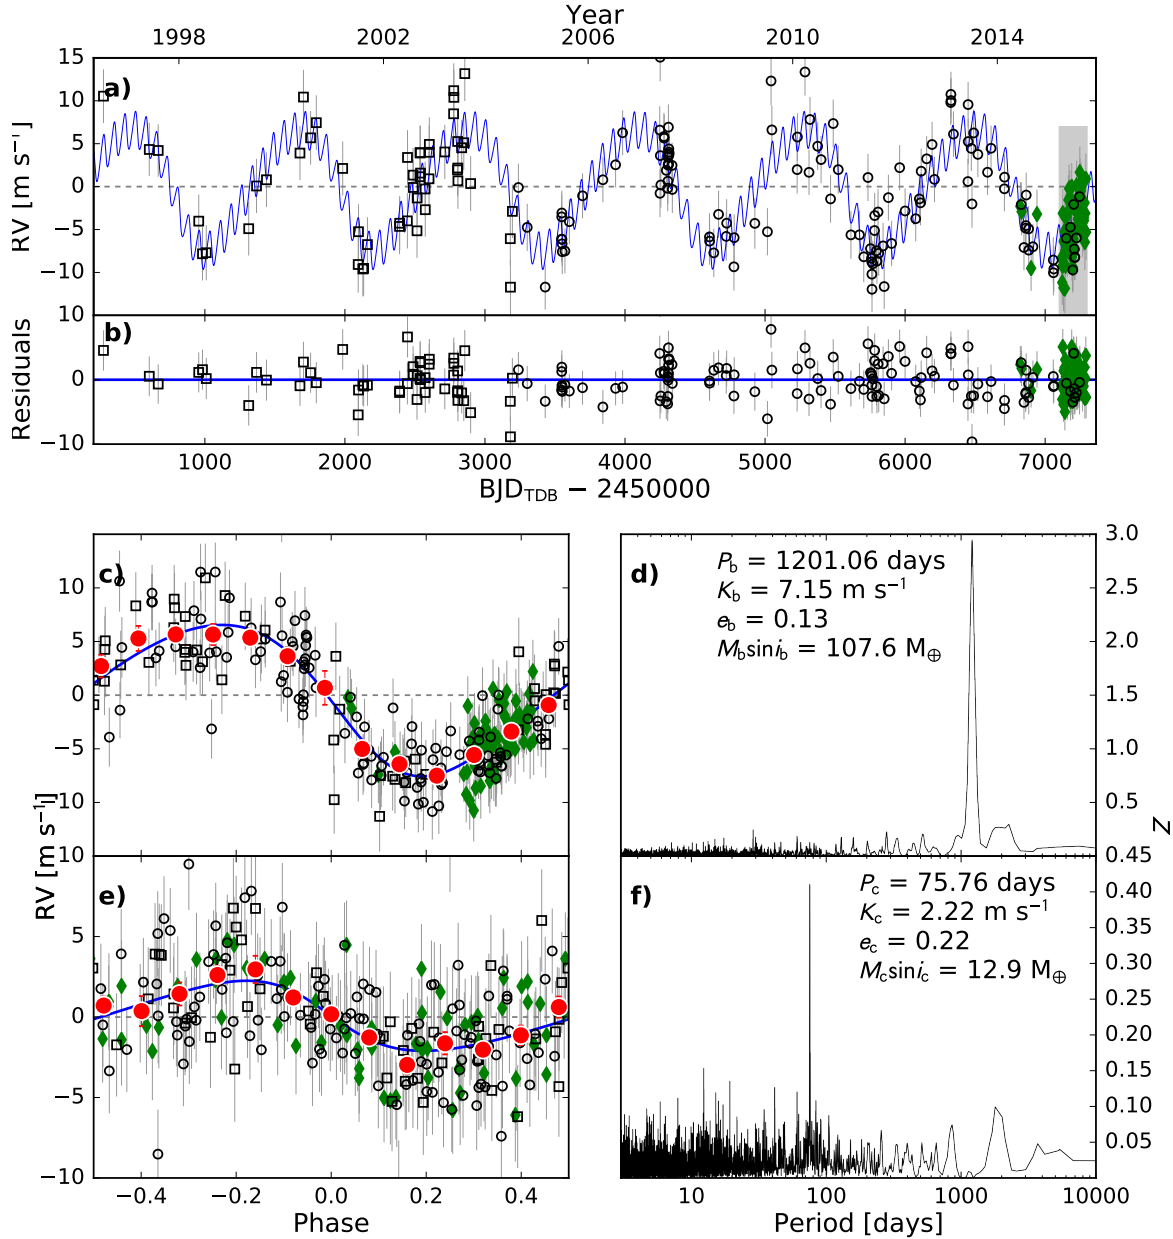 Year
1998 2002 2006 2010 2014
a)
15
10
5
0
−5
−10
10
RV [m s⁻¹]
b)
0
−10
Residuals
1000 2000 3000 4000 5000 6000 7000
BJD_TDB − 2450000
c)
10
5
0
−5
−10
10
RV [m s⁻¹]
e)
5
0
−5
−10
−0.4 −0.2 0.0 0.2 0.4
Phase
d)
P_b = 1201.06 days
K_b = 7.15 m s⁻¹
e_b = 0.13
M_b sin i_b = 107.6 M⊕
3.0
2.5
2.0
1.5
1.0
0.5
0.45
Z
f)
P_c = 75.76 days
K_c = 2.22 m s⁻¹
e_c = 0.22
M_c sin i_c = 12.9 M⊕
0.40
0.35
0.30
0.25
0.20
0.15
0.10
0.05
10 100 1000 10000
Period [days]